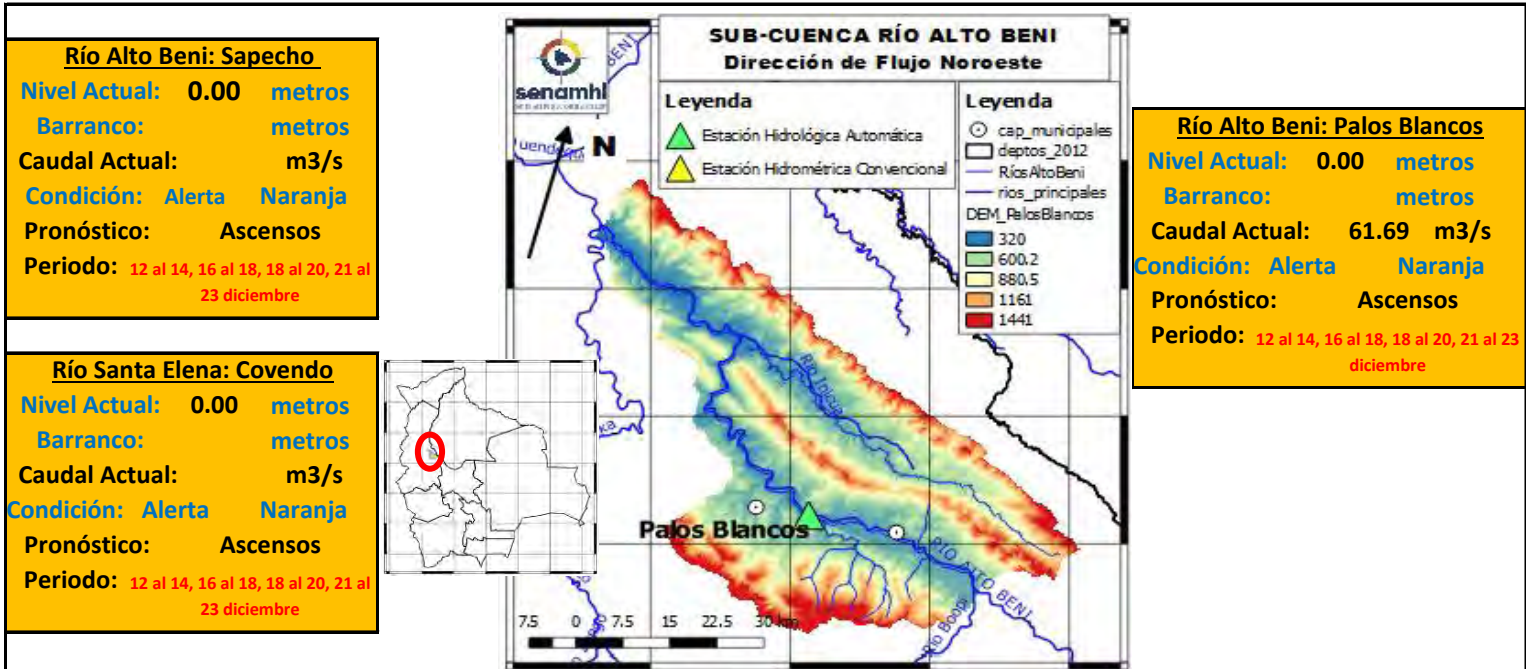 Río Alto Beni: Sapecho
Nivel Actual: 0.00 metros
Barranco: metros
Caudal Actual: m3/s
Condición: Alerta Naranja
Pronóstico: Ascensos
Periodo: 12 al 14, 16 al 18, 18 al 20, 21 al
23 diciembre
Río Santa Elena: Covendo
Nivel Actual: 0.00 metros
Barranco: metros
Caudal Actual: m3/s
Condición: Alerta Naranja
Pronóstico: Ascensos
Periodo: 12 al 14, 16 al 18, 18 al 20, 21 al
23 diciembre
senamhi
BENI
SUB-CUENCA RÍO ALTO BENI
Dirección de Flujo Noroeste
Leyenda
Estación Hidrológica Automática
Estación Hidrométrica Convencional
Leyenda
cap_municipales
deptos_2012
RíosAltoBeni
rios_principales
DEM_PalosBlancos
320
600.2
880.5
1161
1441
N
Río Inicua
Palos Blancos
RÍO ALTO BENI
Río Boopi
7.5 0 7.5 15 22.5 30 km
Río Alto Beni: Palos Blancos
Nivel Actual: 0.00 metros
Barranco: metros
Caudal Actual: 61.69 m3/s
Condición: Alerta Naranja
Pronóstico: Ascensos
Periodo: 12 al 14, 16 al 18, 18 al 20, 21 al 23
diciembre